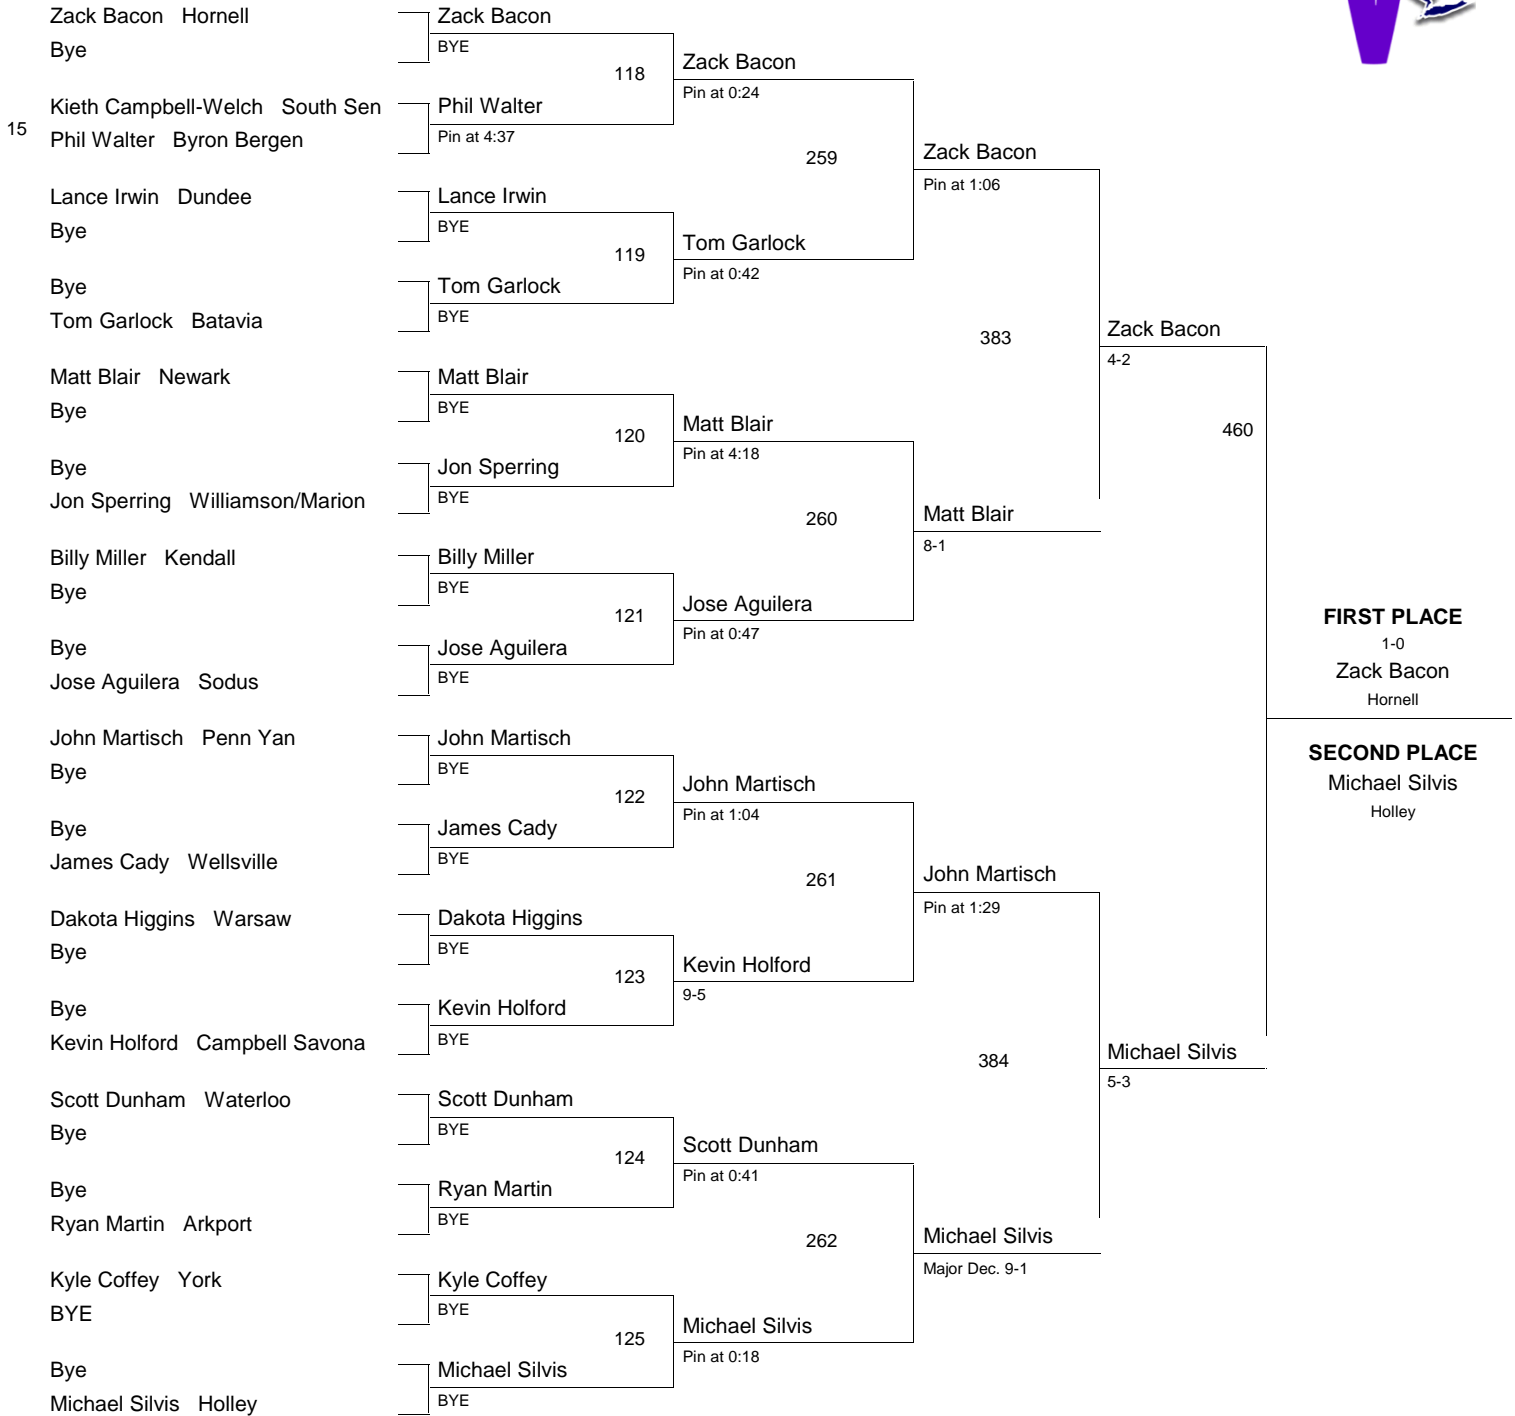 Zack Bacon Hornell
Bye
15
Kieth Campbell-Welch South Sen
Phil Walter Byron Bergen
Lance Irwin Dundee
Bye
Bye
Tom Garlock Batavia
Matt Blair Newark
Bye
Bye
Jon Sperring Williamson/Marion
Billy Miller Kendall
Bye
Bye
Jose Aguilera Sodus
John Martisch Penn Yan
Bye
Bye
James Cady Wellsville
Dakota Higgins Warsaw
Bye
Bye
Kevin Holford Campbell Savona
Scott Dunham Waterloo
Bye
Bye
Ryan Martin Arkport
Kyle Coffey York
BYE
Bye
Michael Silvis Holley
Zack Bacon
BYE
118
Phil Walter
Pin at 4:37
Lance Irwin
BYE
119
Tom Garlock
BYE
Matt Blair
BYE
120
Jon Sperring
BYE
Billy Miller
BYE
121
Jose Aguilera
BYE
John Martisch
BYE
122
James Cady
BYE
Dakota Higgins
BYE
123
Kevin Holford
BYE
Scott Dunham
BYE
124
Ryan Martin
BYE
Kyle Coffey
BYE
125
Michael Silvis
BYE
Zack Bacon
Pin at 0:24
259
Tom Garlock
Pin at 0:42
Matt Blair
Pin at 4:18
260
Jose Aguilera
Pin at 0:47
John Martisch
Pin at 1:04
261
Kevin Holford
9-5
Scott Dunham
Pin at 0:41
262
Michael Silvis
Pin at 0:18
Zack Bacon
Pin at 1:06
383
Matt Blair
8-1
John Martisch
Pin at 1:29
384
Michael Silvis
Major Dec. 9-1
Zack Bacon
4-2
460
Michael Silvis
5-3
FIRST PLACE
1-0
Zack Bacon
Hornell
SECOND PLACE
Michael Silvis
Holley